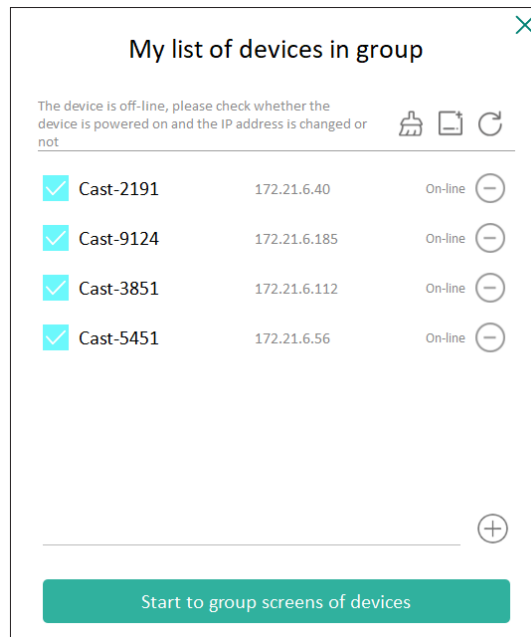 My list of devices in group
The device is off-line, please check whether the
device is powered on and the IP address is changed or
not
Cast-2191 172.21.6.40 On-line
Cast-9124 172.21.6.185 On-line
Cast-3851 172.21.6.112 On-line
Cast-5451 172.21.6.56 On-line
Start to group screens of devices